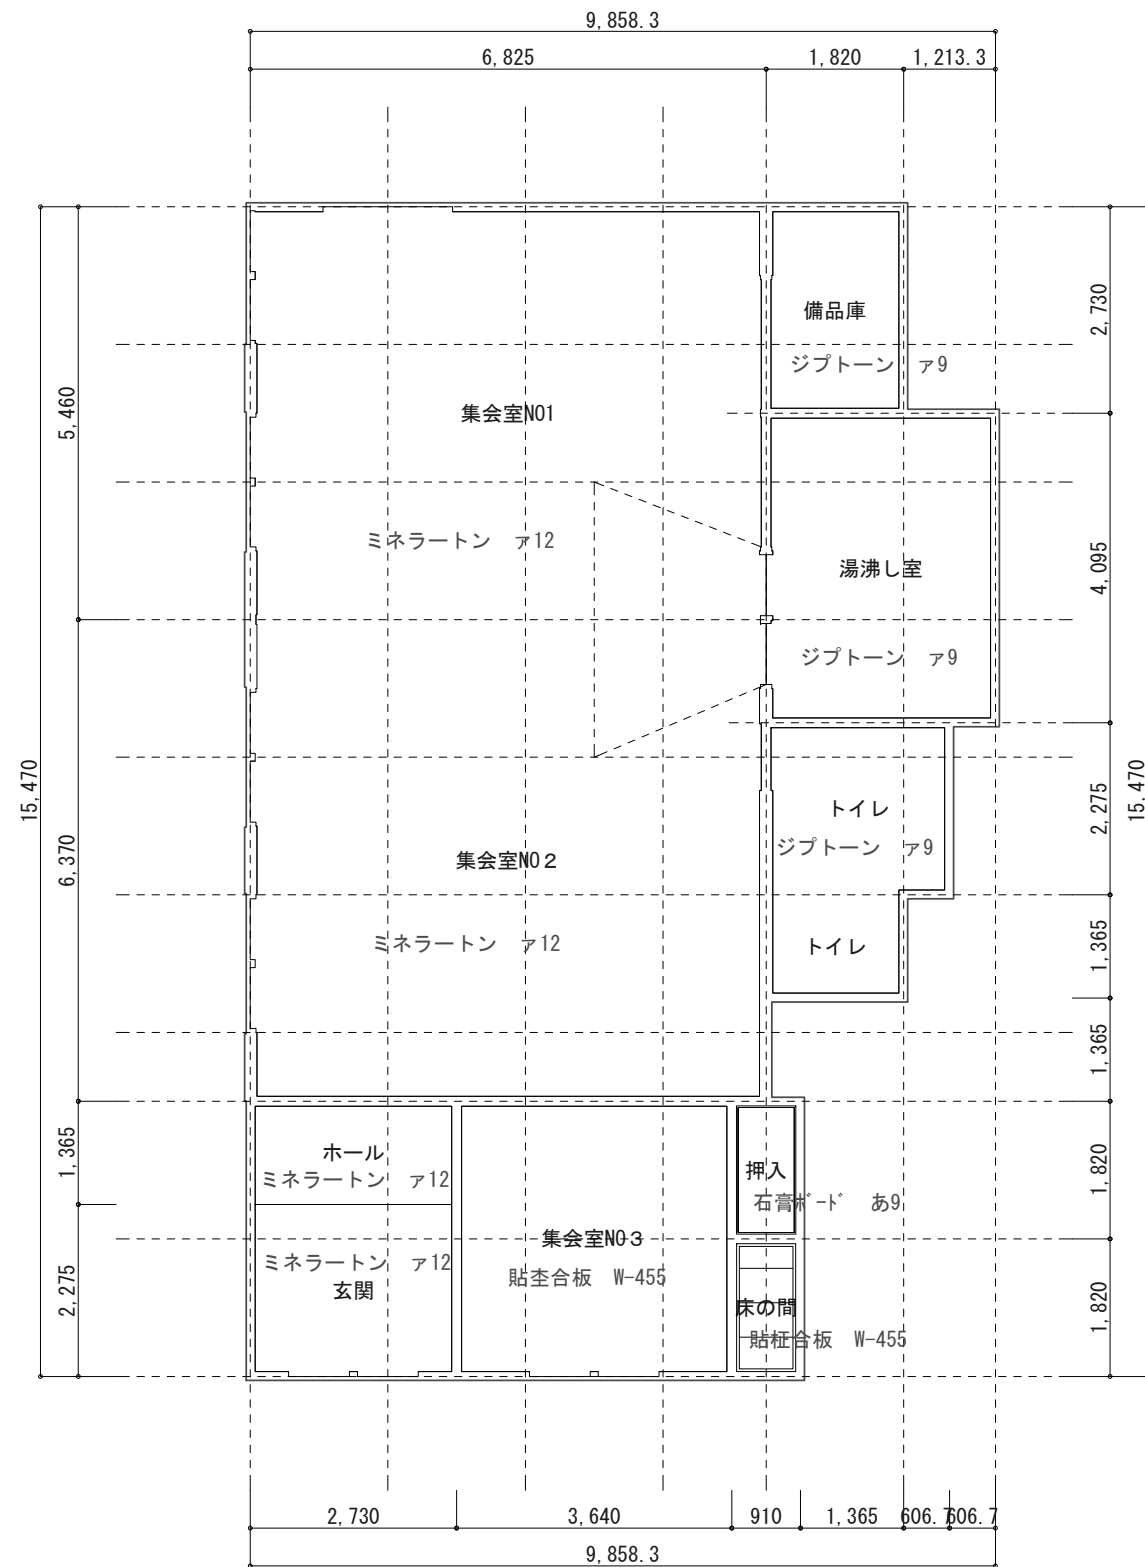 9,858.3
6,825
1,820
1,213.3
備品庫
ジプトーン ァ9
2,730
集会室NO1
5,460
ミネラートン ァ12
湯沸し室
4,095
ジプトーン ァ9
15,470
トイレ
2,275
15,470
ジプトーン ァ9
集会室NO２
6,370
ミネラートン ァ12
トイレ
1,365
1,365
ホール
ミネラートン ァ12
1,365
押入
石膏ﾎﾞｰﾄﾞ あ9
1,820
集会室NO３
貼杢合板 W-455
ミネラートン ァ12
玄関
2,275
床の間
貼柾合板 W-455
1,820
2,730
3,640
910
1,365
606.7
606.7
9,858.3